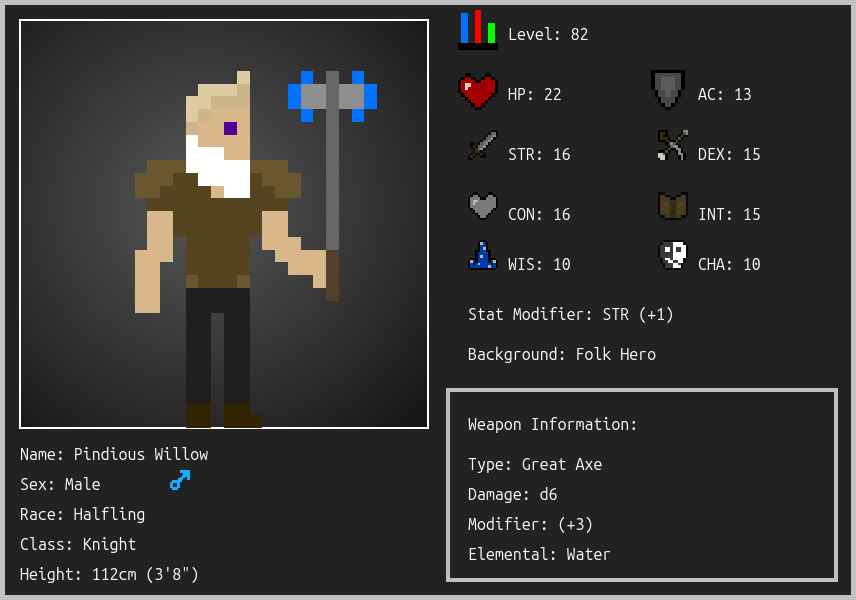 Level: 82
HP: 22
AC: 13
STR: 16
DEX: 15
CON: 16
INT: 15
WIS: 10
CHA: 10
Stat Modifier: STR (+1)
Background: Folk Hero
Weapon Information:
Type: Great Axe
Damage: d6
Modifier: (+3)
Elemental: Water
Name: Pindious Willow
Sex: Male
Race: Halfling
Class: Knight
Height: 112cm (3'8")